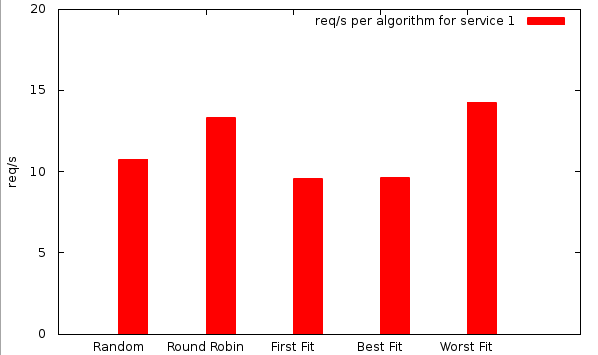 20
req/s per algorithm for service 1
15
req/s
10
5
0
Random Round Robin First Fit Best Fit Worst Fit